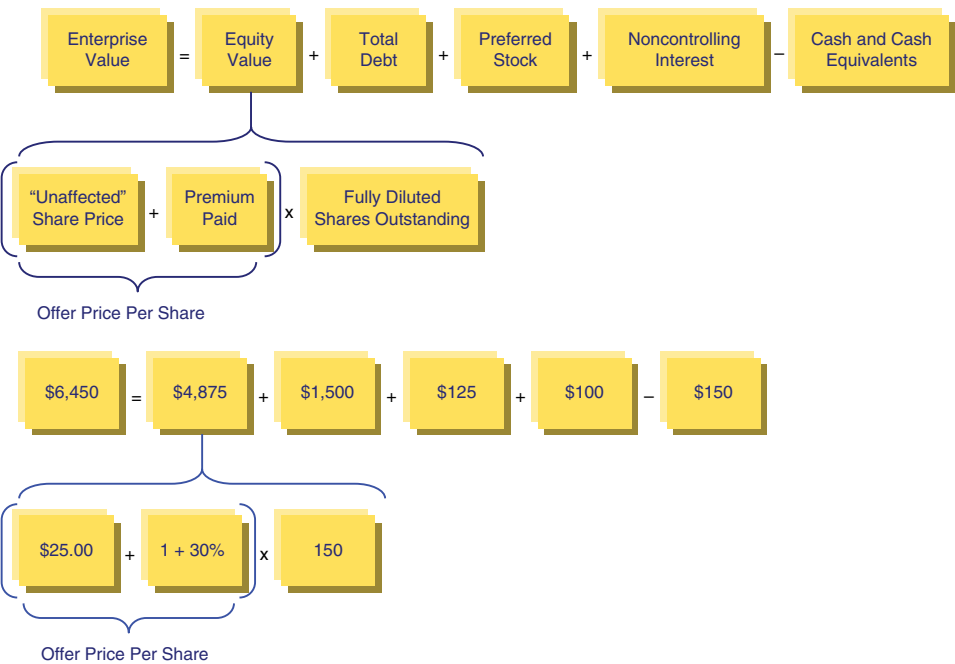 Enterprise
Value
=
Equity
Value
+
Total
Debt
+
Preferred
Stock
+
Noncontrolling
Interest
–
Cash and Cash
Equivalents
“Unaffected”
Share Price
+
Premium
Paid
x
Fully Diluted
Shares Outstanding
Offer Price Per Share
$6,450
=
$4,875
+
$1,500
+
$125
+
$100
–
$150
$25.00
+
1 + 30%
x
150
Offer Price Per Share